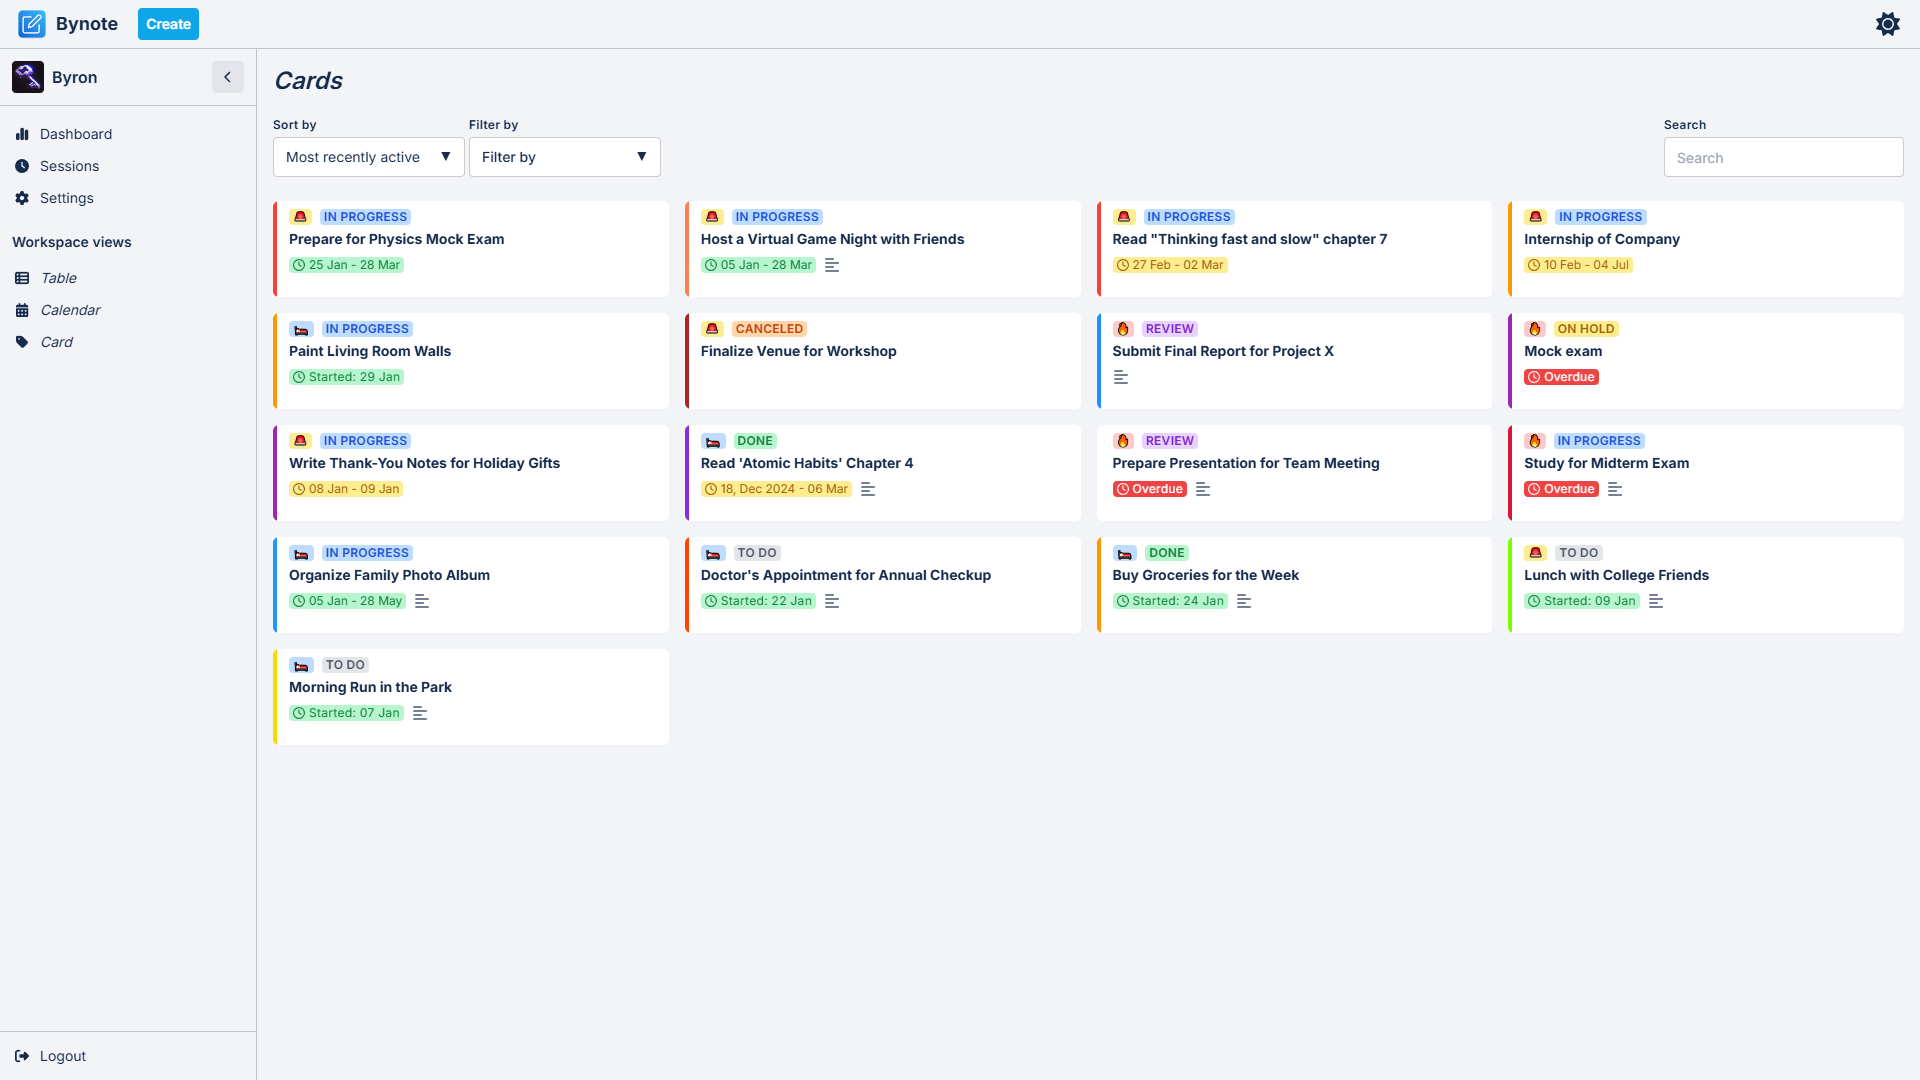 Bynote
Create
Byron
Dashboard
Sessions
Settings
Workspace views
Table
Calendar
Card
Logout
Cards
Sort by
Most recently active ▼
Filter by
Filter by ▼
Search
Search
IN PROGRESS
Prepare for Physics Mock Exam
25 Jan - 28 Mar
IN PROGRESS
Host a Virtual Game Night with Friends
05 Jan - 28 Mar
IN PROGRESS
Read "Thinking fast and slow" chapter 7
27 Feb - 02 Mar
IN PROGRESS
Internship of Company
10 Feb - 04 Jul
IN PROGRESS
Paint Living Room Walls
Started: 29 Jan
CANCELED
Finalize Venue for Workshop
REVIEW
Submit Final Report for Project X
ON HOLD
Mock exam
Overdue
IN PROGRESS
Write Thank-You Notes for Holiday Gifts
08 Jan - 09 Jan
DONE
Read 'Atomic Habits' Chapter 4
18, Dec 2024 - 06 Mar
REVIEW
Prepare Presentation for Team Meeting
Overdue
IN PROGRESS
Study for Midterm Exam
Overdue
IN PROGRESS
Organize Family Photo Album
05 Jan - 28 May
TO DO
Doctor's Appointment for Annual Checkup
Started: 22 Jan
DONE
Buy Groceries for the Week
Started: 24 Jan
TO DO
Lunch with College Friends
Started: 09 Jan
TO DO
Morning Run in the Park
Started: 07 Jan